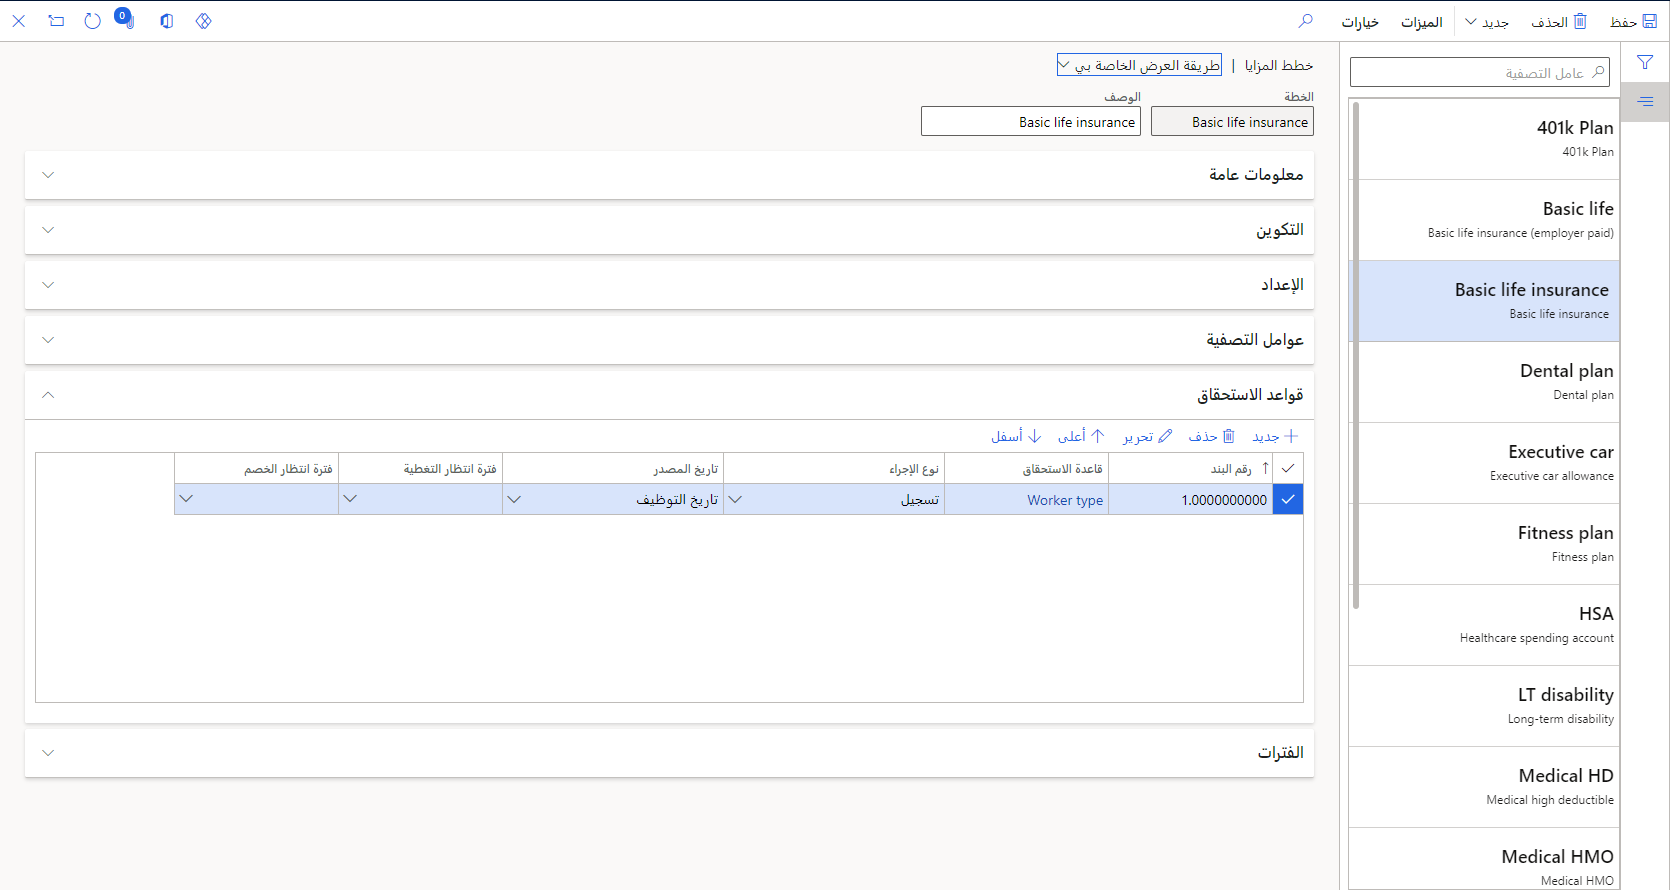 حفظ
الحذف
جديد
الميزات
خيارات
0
عامل التصفية
401k Plan
401k Plan
Basic life
Basic life insurance (employer paid)
Basic life insurance
Basic life insurance
Dental plan
Dental plan
Executive car
Executive car allowance
Fitness plan
Fitness plan
HSA
Healthcare spending account
LT disability
Long-term disability
Medical HD
Medical high deductible
Medical HMO
Medical HMO
خطط المزايا | طريقة العرض الخاصة بي
الخطة
الوصف
Basic life insurance
Basic life insurance
معلومات عامة
التكوين
الإعداد
عوامل التصفية
قواعد الاستحقاق
جديد
حذف
تحرير
أعلى
أسفل
رقم البند
قاعدة الاستحقاق
نوع الإجراء
تاريخ المصدر
فترة انتظار التغطية
فترة انتظار الخصم
1.0000000000
Worker type
تسجيل
تاريخ التوظيف
الفترات